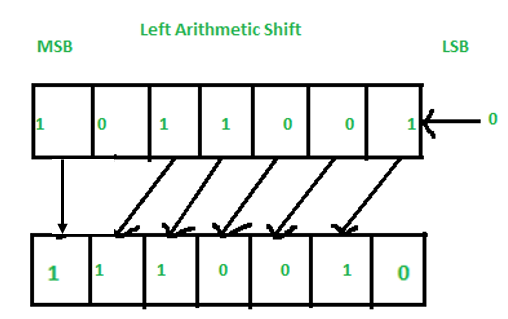 Left Arithmetic Shift
MSB LSB
1 0 1 1 0 0 1 0
1 1 1 0 0 1 0